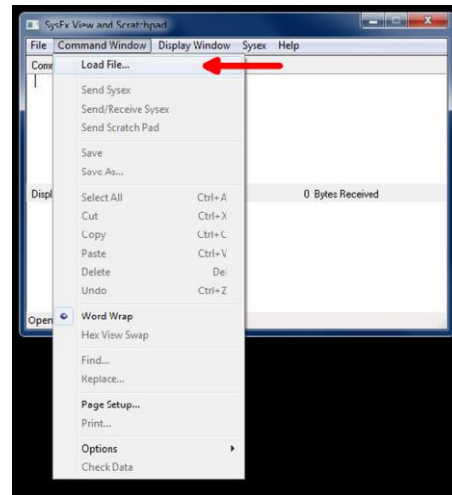 SysEx View and Scratchpad
File Command Window Display Window Sysex Help
Load File...
Send Sysex
Send/Receive Sysex
Send Scratch Pad
Save
Save As...
0 Bytes Received
Select All Ctrl+A
Cut Ctrl+X
Copy Ctrl+C
Paste Ctrl+V
Delete Del
Undo Ctrl+Z
Word Wrap
Hex View Swap
Find...
Replace...
Page Setup...
Print...
Options
Check Data